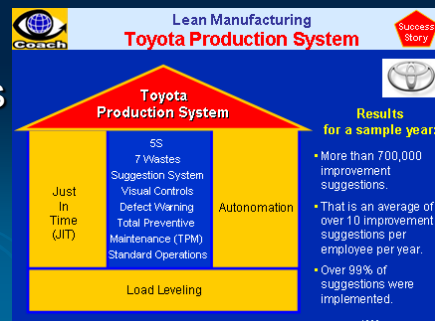 Lean Manufacturing
Toyota Production System
Success
Story
Coach
s
Toyota
Production System
Just
In
Time
(JIT)
5S
7 Wastes
Suggestion System
Visual Controls
Defect Warning
Total Preventive
Maintenance (TPM)
Standard Operations
Autonomation
Load Leveling
Results
for a sample year:
▪ More than 700,000
improvement
suggestions.
▪ That is an average of
over 10 improvement
suggestions per
employee per year.
▪ Over 99% of
suggestions were
implemented.